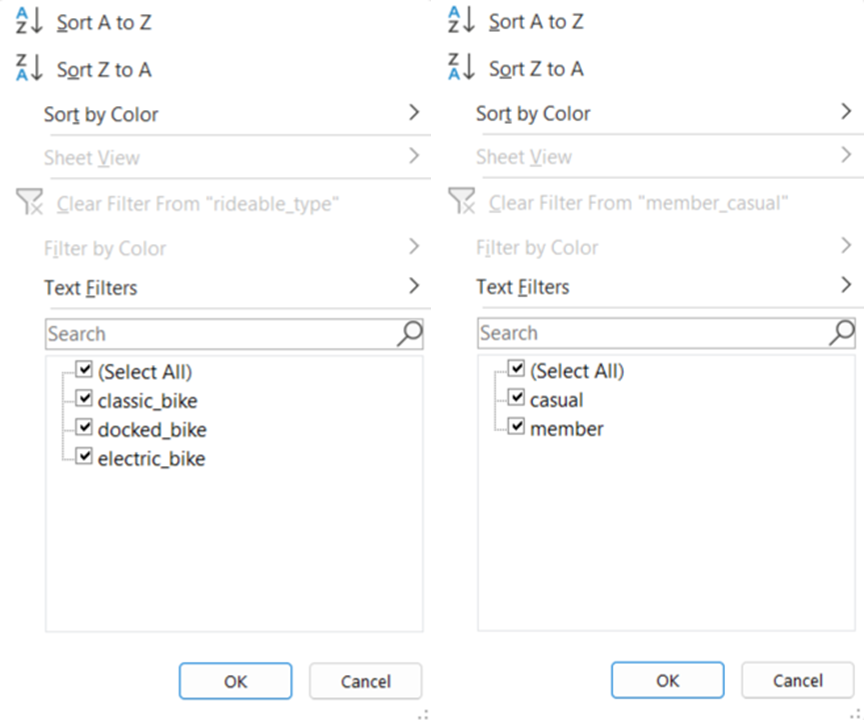 Sort A to Z
Sort Z to A
Sort by Color
Sheet View
Clear Filter From "rideable_type"
Filter by Color
Text Filters
Search
(Select All)
classic_bike
docked_bike
electric_bike
OK
Cancel
Sort A to Z
Sort Z to A
Sort by Color
Sheet View
Clear Filter From "member_casual"
Filter by Color
Text Filters
Search
(Select All)
casual
member
OK
Cancel